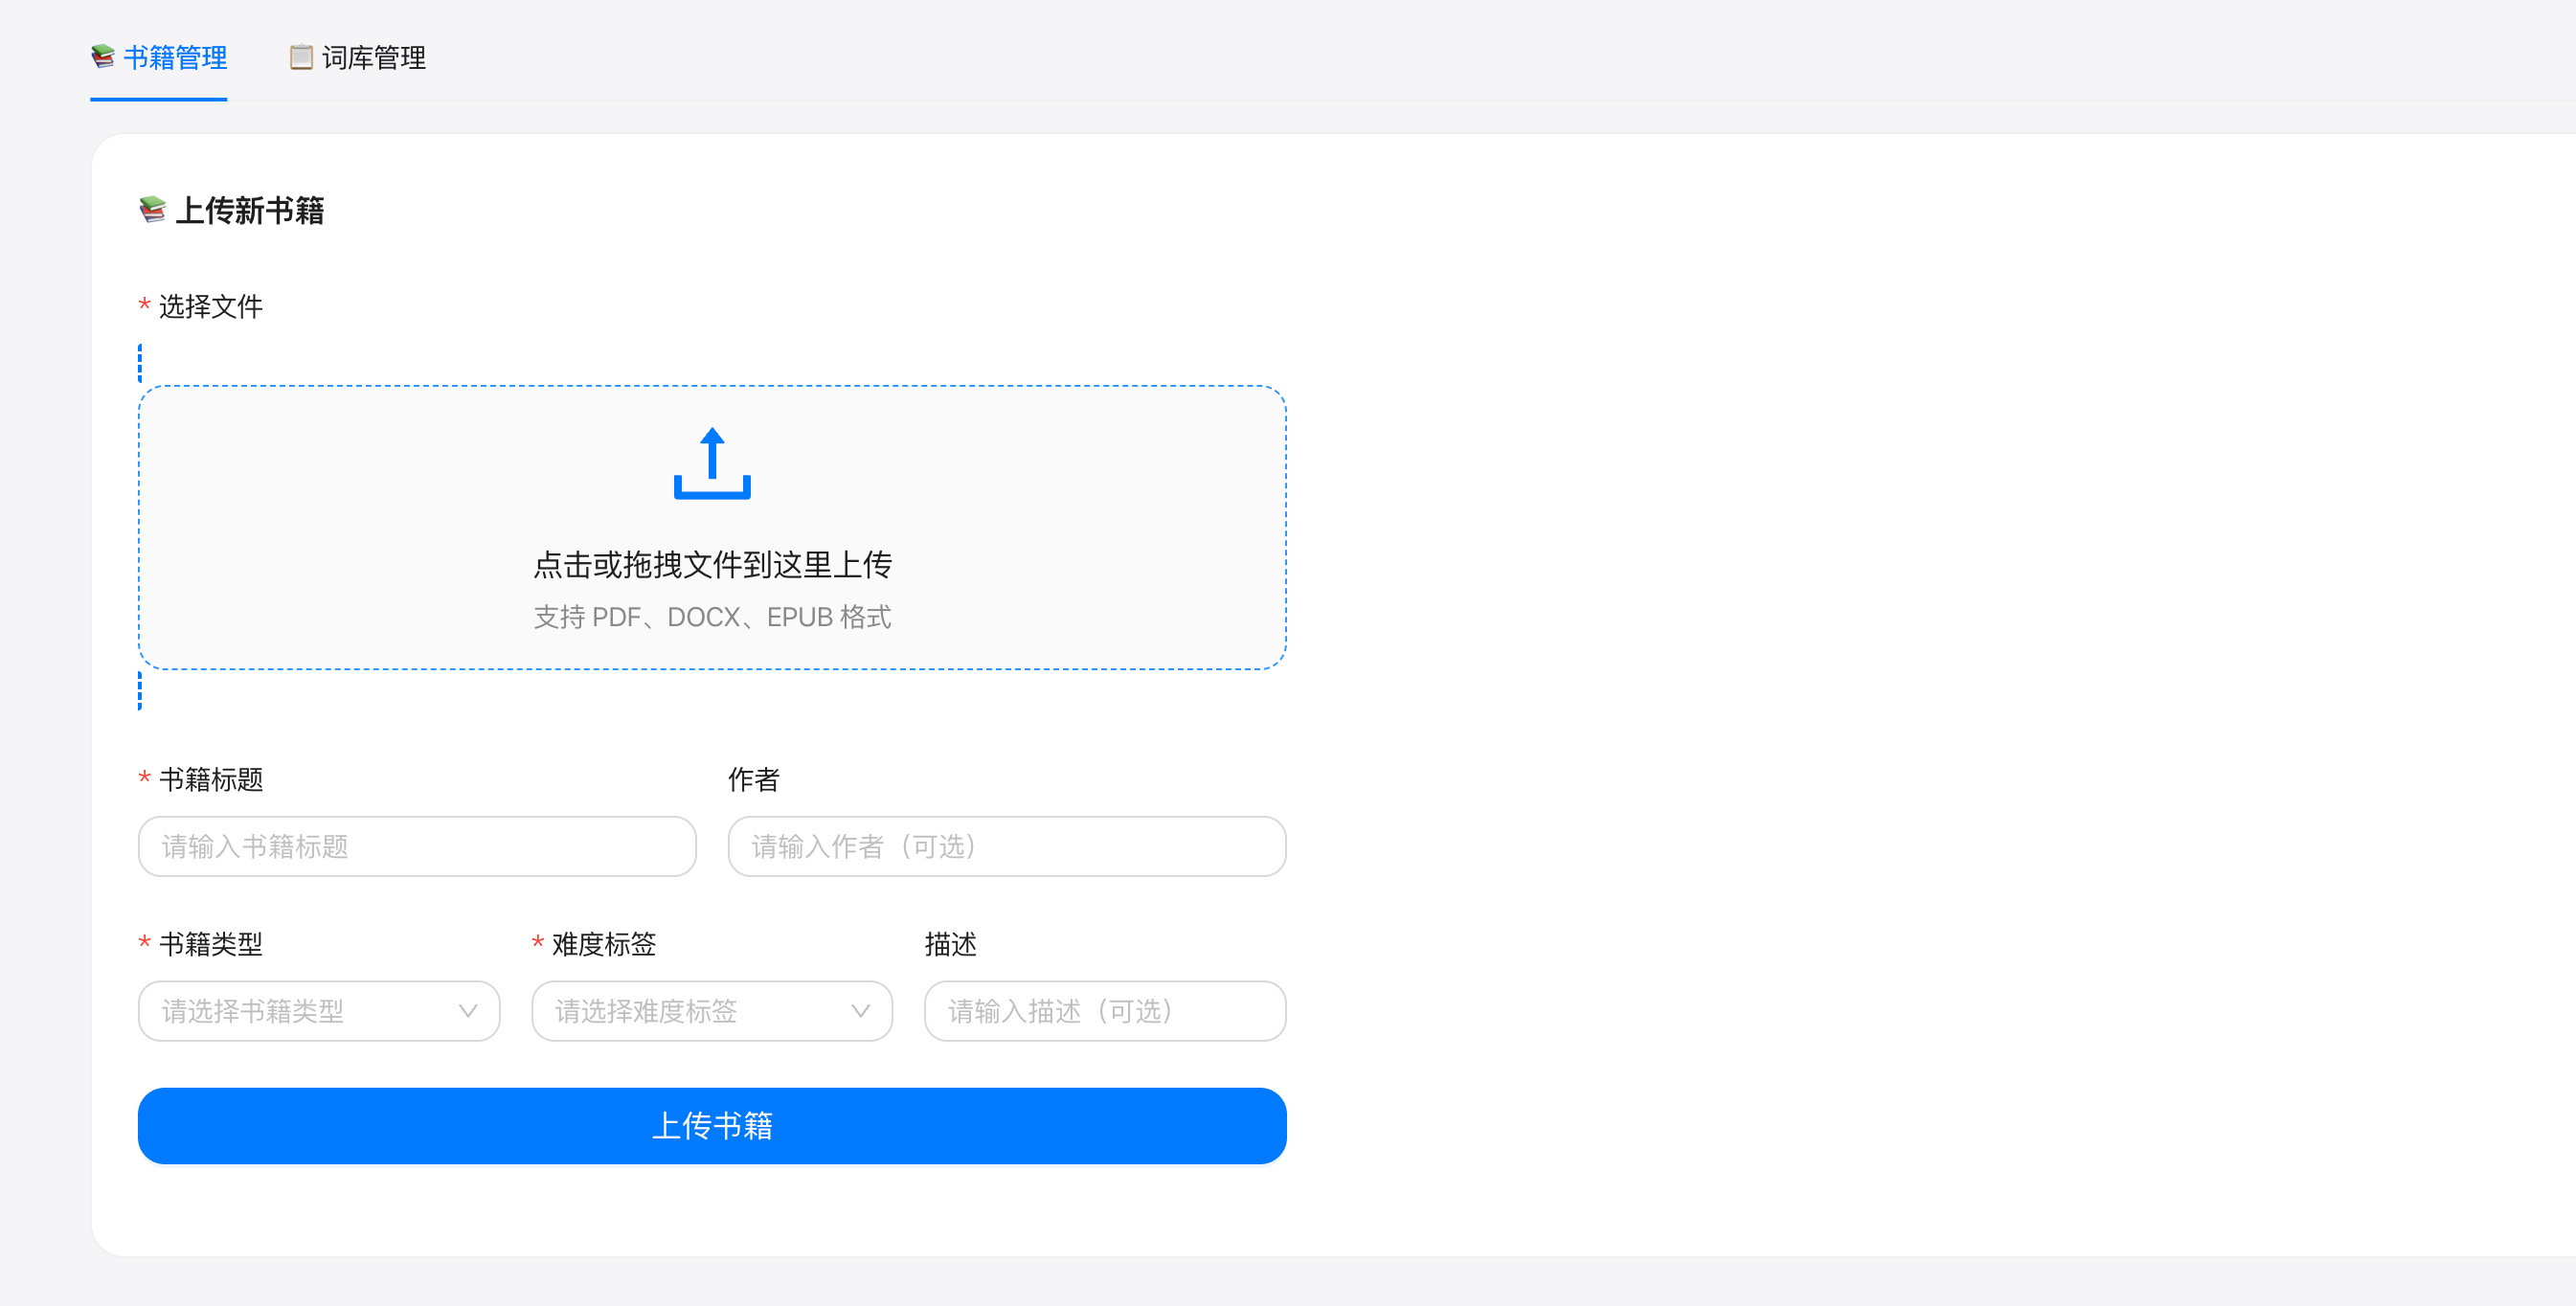 📚 书籍管理 📋 词库管理
📚 上传新书籍
* 选择文件
点击或拖拽文件到这里上传
支持 PDF、DOCX、EPUB 格式
* 书籍标题 作者
请输入书籍标题 请输入作者（可选）
* 书籍类型 * 难度标签 描述
请选择书籍类型 请选择难度标签 请输入描述（可选）
上传书籍